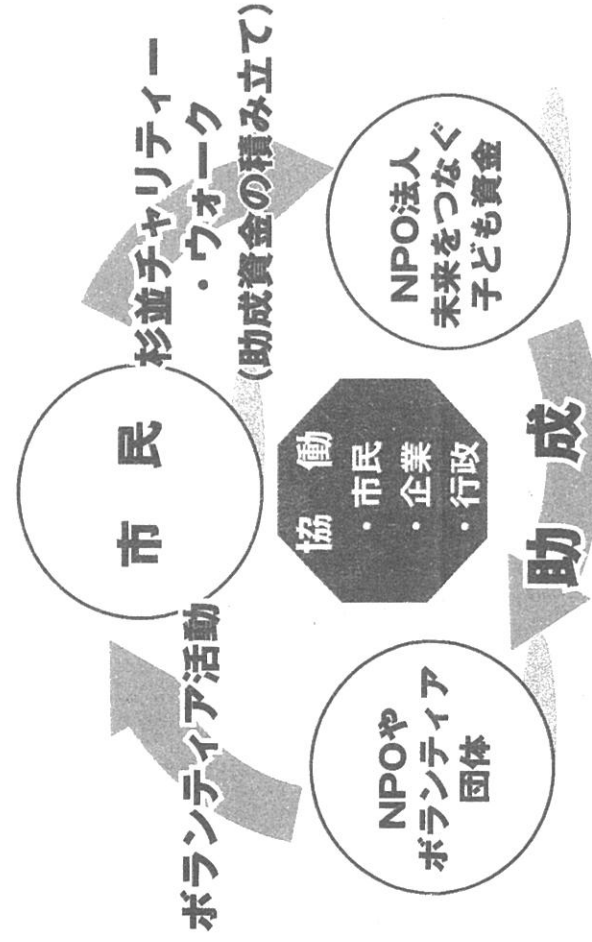 市　民
杉並チャリティー
・ウォーク
(助成資金の積み立て)
NPO法人
未来をつなぐ
子ども資金
助　成
NPOや
ボランティア
団体
ボランティア活動
協　働
・市民
・企業
・行政